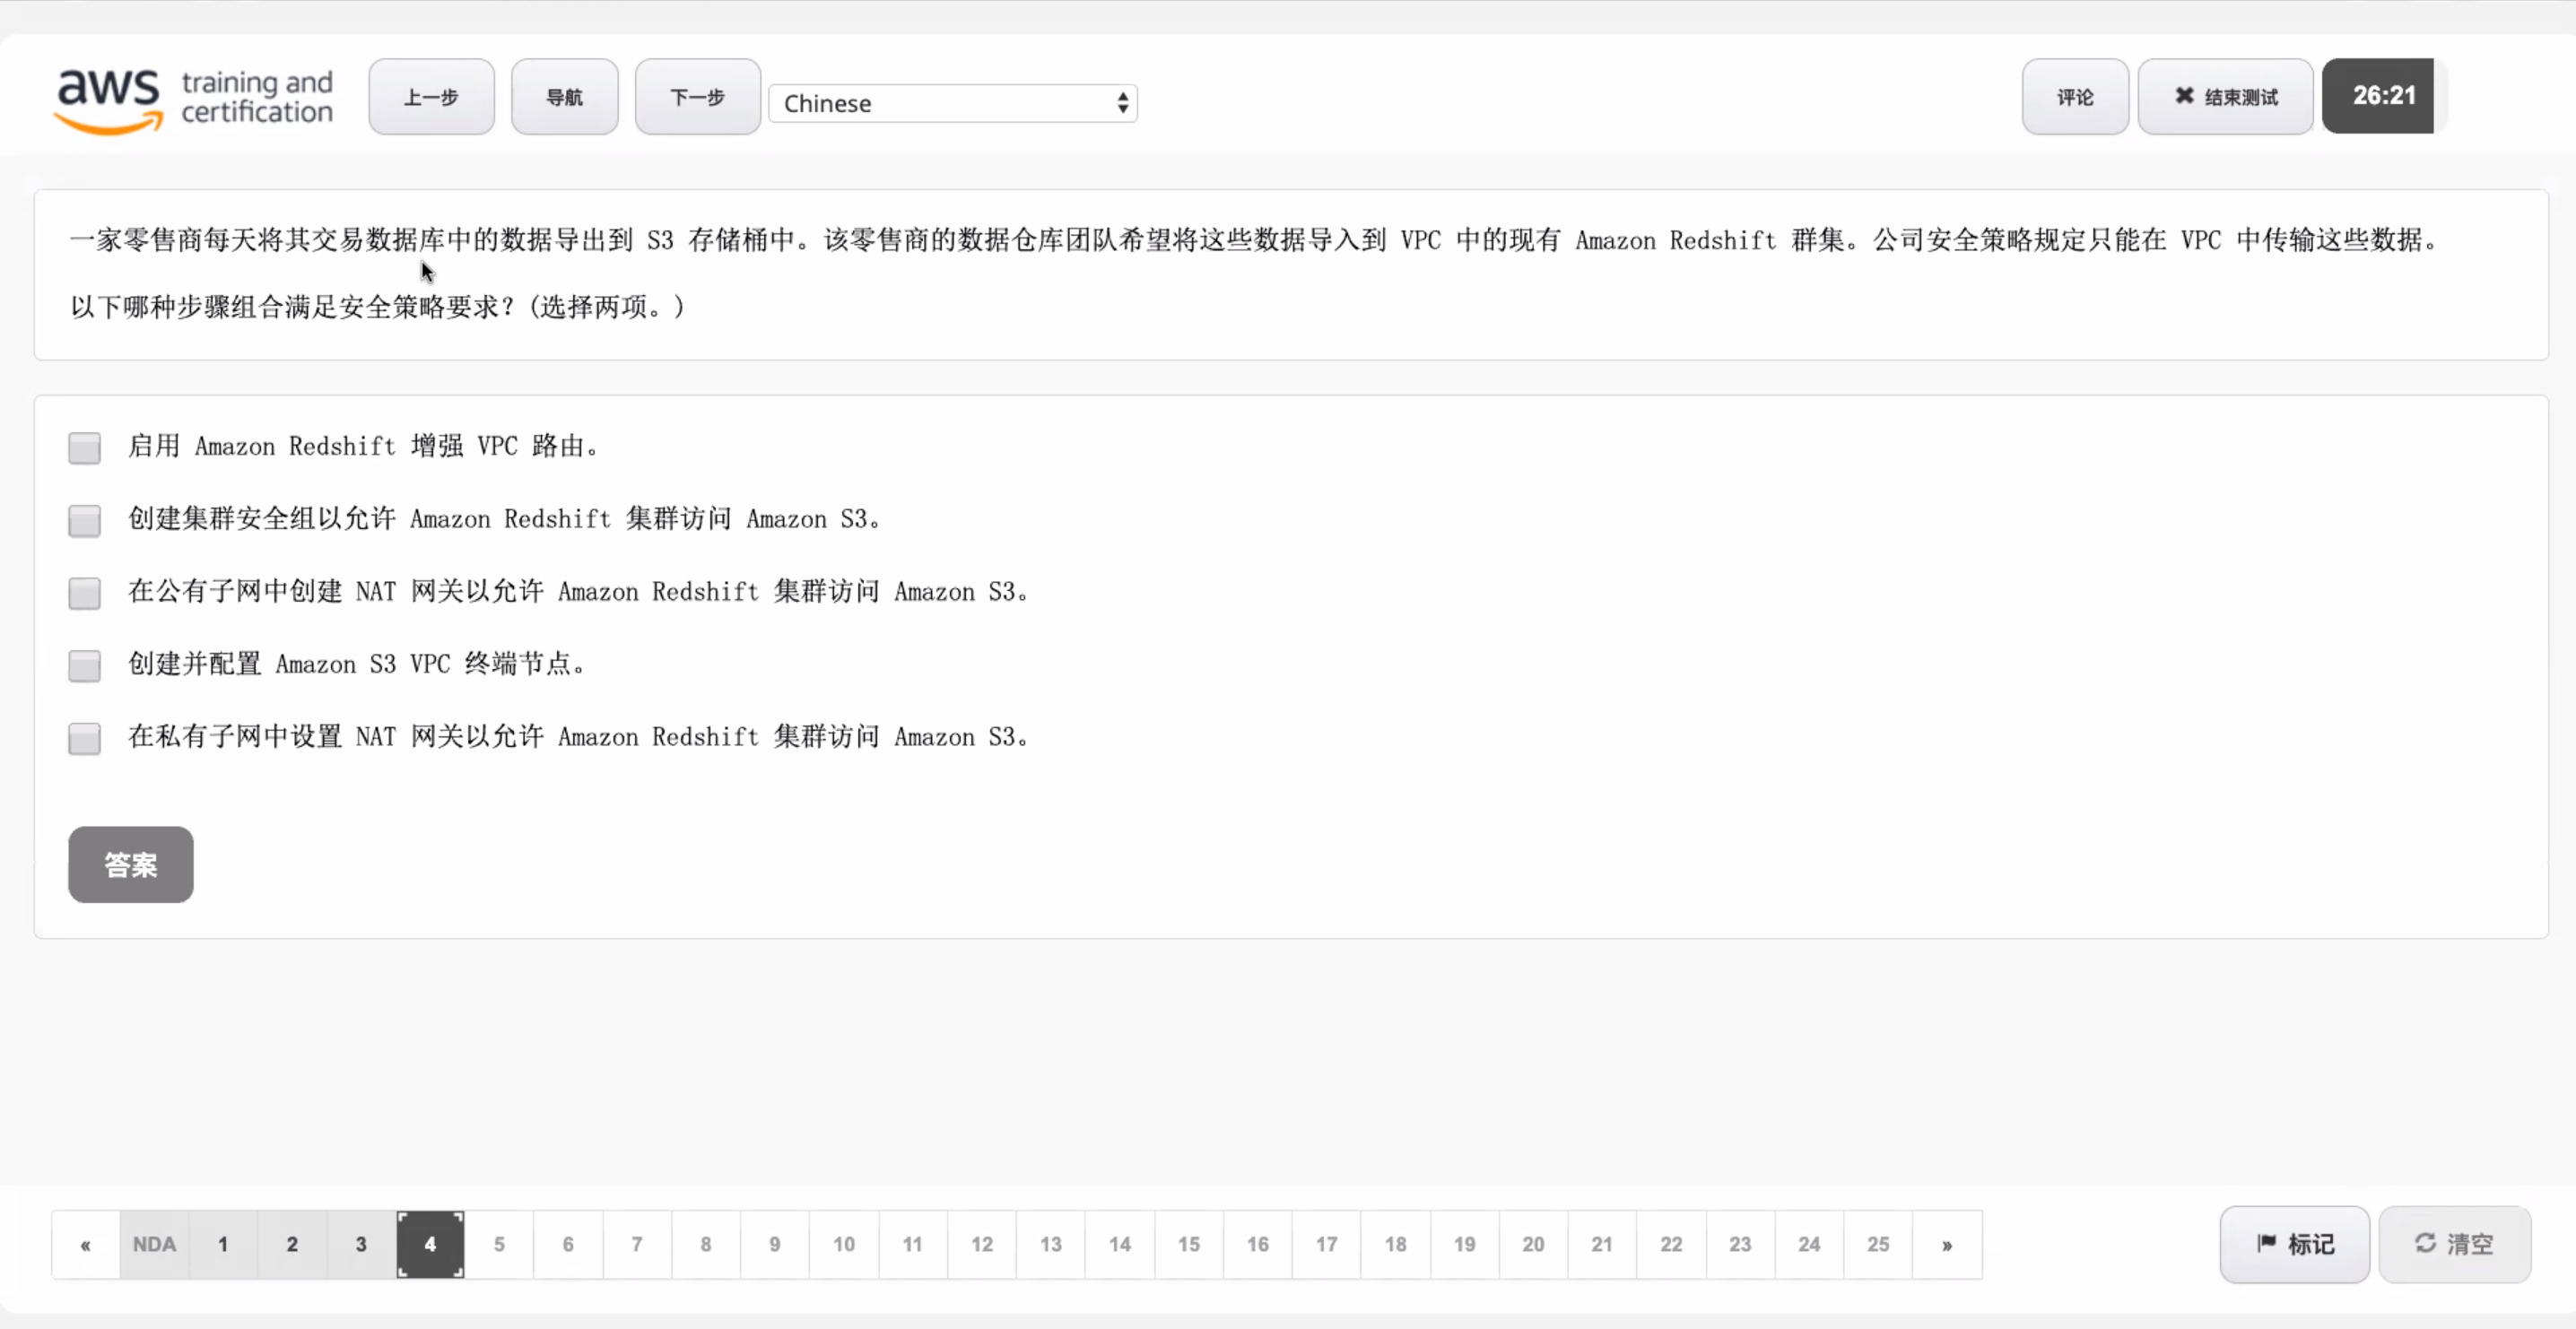 aws training and certification
上一步
导航
下一步
Chinese
评论
✖ 结束测试
26:21
一家零售商每天将其交易数据库中的数据导出到 S3 存储桶中。该零售商的数据仓库团队希望将这些数据导入到 VPC 中的现有 Amazon Redshift 群集。公司安全策略规定只能在 VPC 中传输这些数据。
以下哪种步骤组合满足安全策略要求？(选择两项。)
启用 Amazon Redshift 增强 VPC 路由。
创建集群安全组以允许 Amazon Redshift 集群访问 Amazon S3。
在公有子网中创建 NAT 网关以允许 Amazon Redshift 集群访问 Amazon S3。
创建并配置 Amazon S3 VPC 终端节点。
在私有子网中设置 NAT 网关以允许 Amazon Redshift 集群访问 Amazon S3。
答案
« NDA 1 2 3 4 5 6 7 8 9 10 11 12 13 14 15 16 17 18 19 20 21 22 23 24 25 »
标记
清空